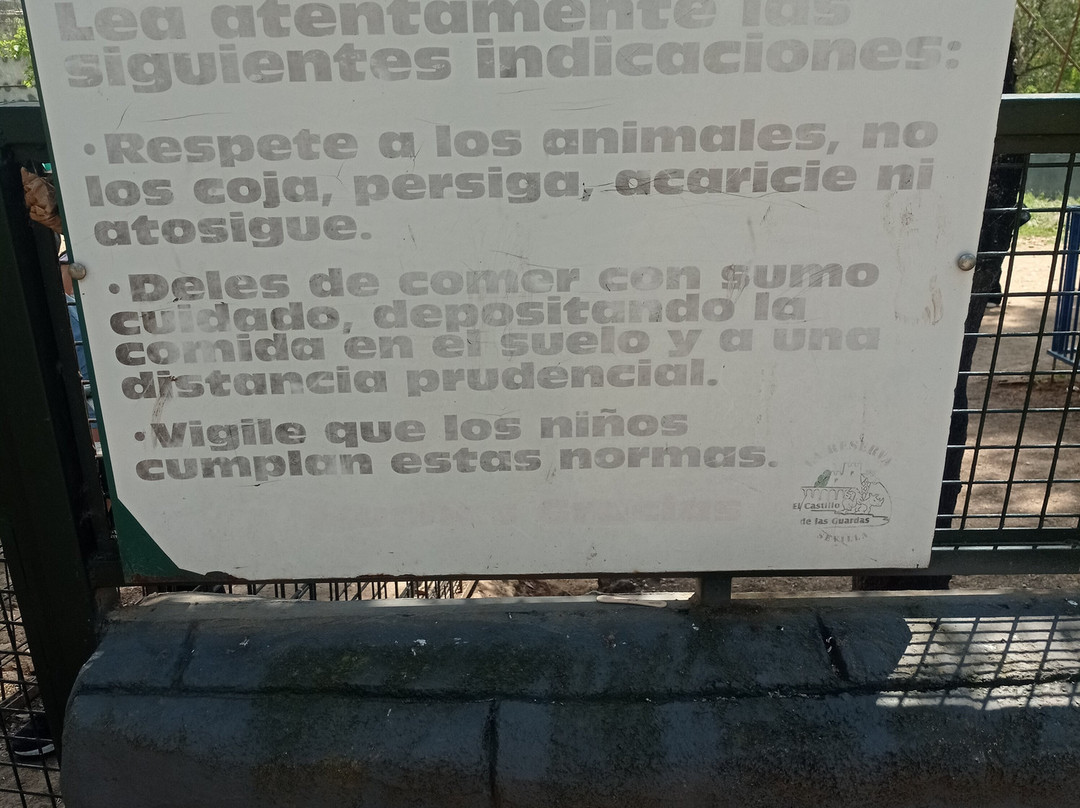 Lea atentamente las
siguientes indicaciones:
•Respete a los animales, no
los coja, persiga, acaricie ni
atosigue.
•Deles de comer con sumo
cuidado, depositando la
comida en el suelo y a una
distancia prudencial.
•Vigile que los niños
cumplan estas normas.
LA RESERVA
El Castillo
de las Guardas
SEVILLA